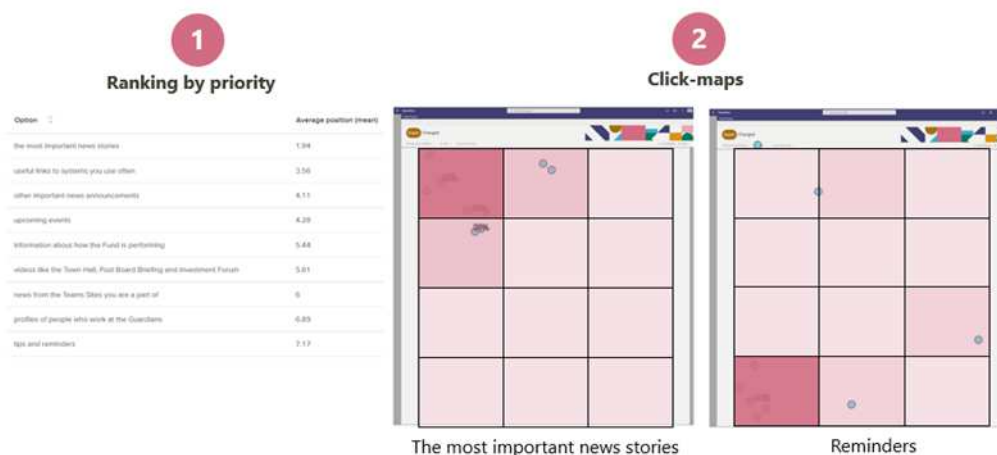 1
Ranking by priority
Option
Average position (mean)
the most important news stories
1.94
useful links to systems you use often
3.56
other important news announcements
4.11
upcoming events
4.28
information about how the Fund is performing
5.44
videos like the Town Hall, Post Board Briefing and Investment Forum
5.61
news from the Teams Sites you are a part of
6
profiles of people who work at the Guardians
6.89
tips and reminders
7.17
2
Click-maps
The most important news stories
Reminders